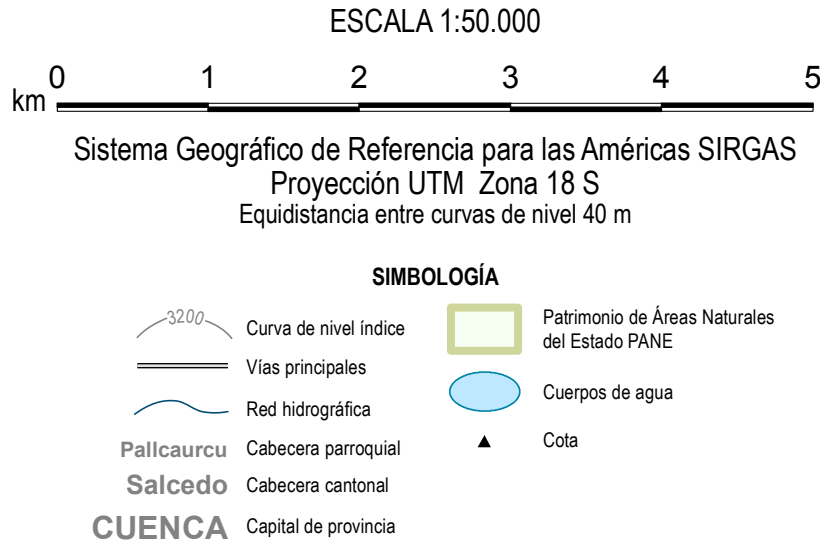 ESCALA 1:50.000
0 1 2 3 4 5
km
Sistema Geográfico de Referencia para las Américas SIRGAS
Proyección UTM Zona 18 S
Equidistancia entre curvas de nivel 40 m
SIMBOLOGÍA
3200 Curva de nivel índice
Vías principales
Red hidrográfica
Pallcaurcu Cabecera parroquial
Salcedo Cabecera cantonal
CUENCA Capital de provincia
Patrimonio de Áreas Naturales
del Estado PANE
Cuerpos de agua
Cota